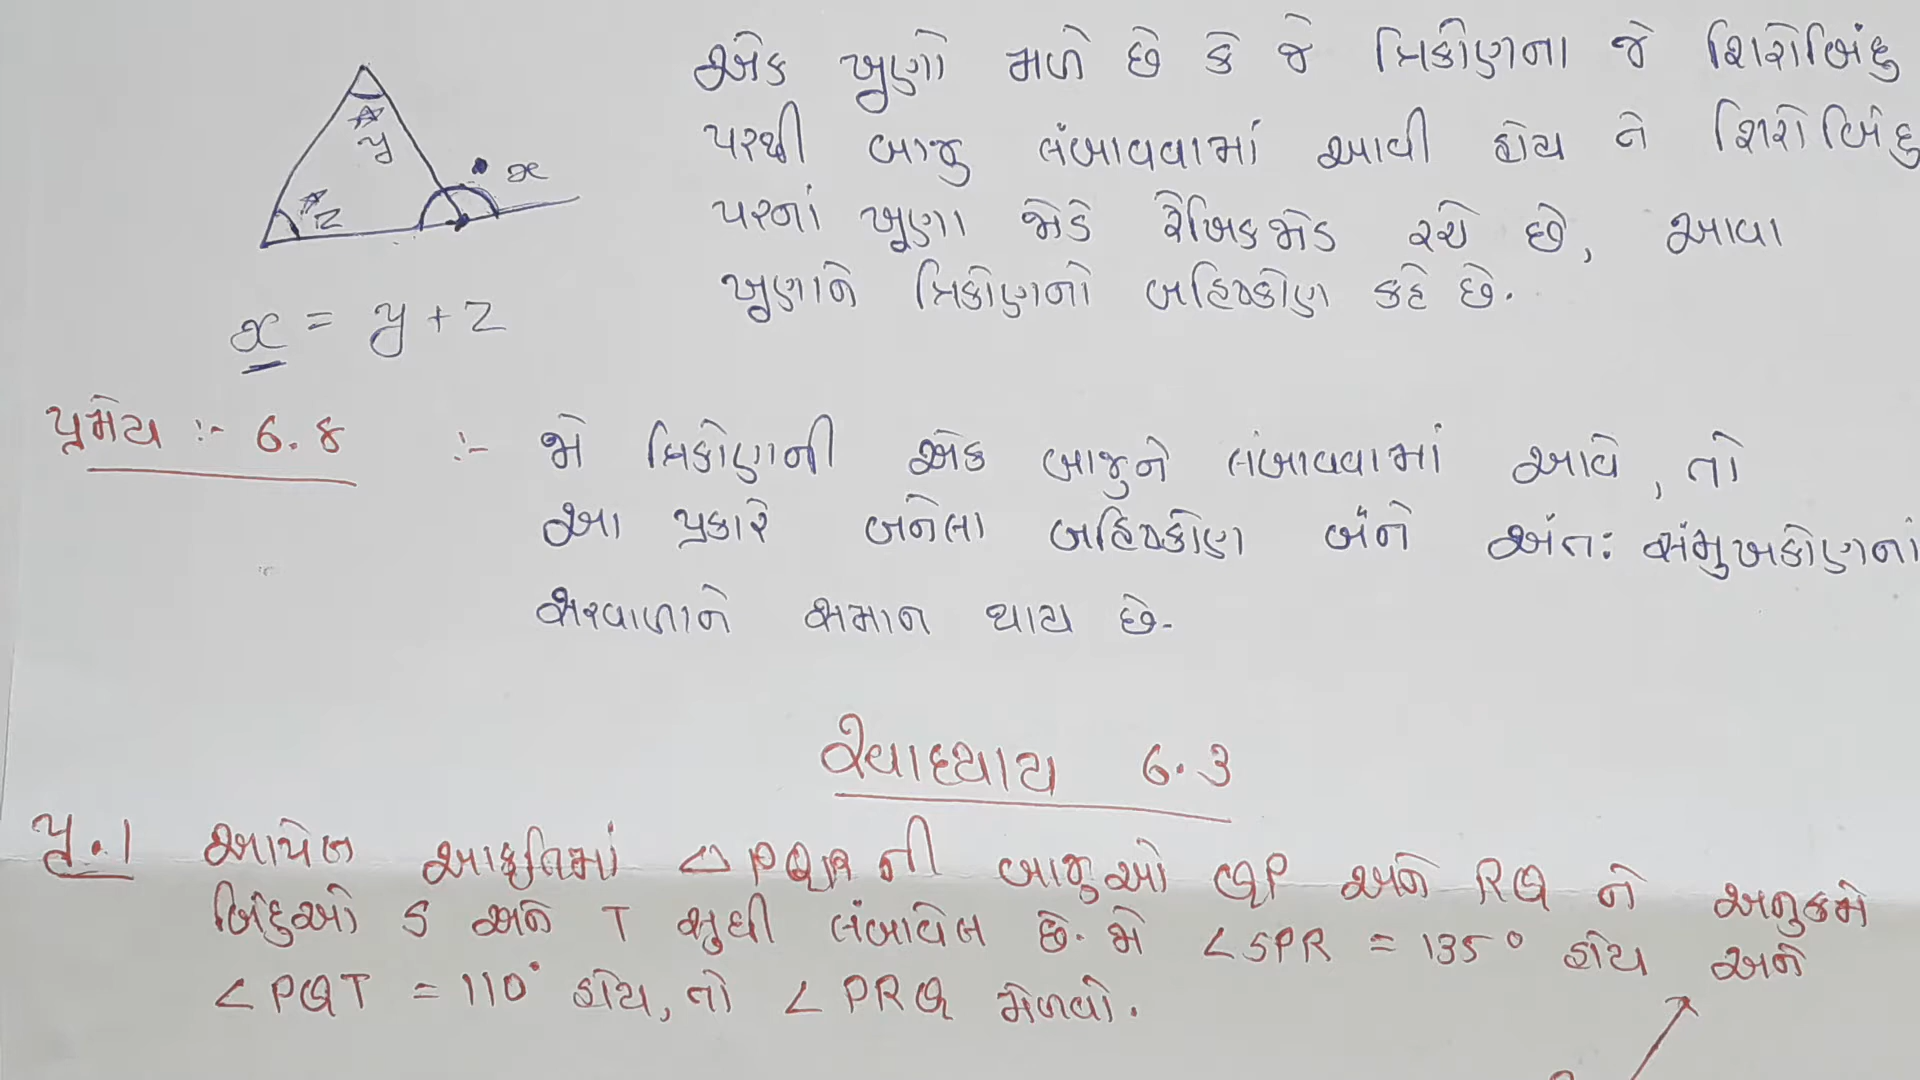 એક ખૂણો મળે છે કે જે ત્રિકોણના જે શિરોબિંદુ
પરથી બાજુ લંબાવવામાં આવી હોય તે શિરોબિંદુ
પરનાં ખૂણા જોડે રૈખિકજોડ રચે છે, આવા
ખૂણાને ત્રિકોણનો બહિષ્કોણ કહે છે.
y
x
z
x = y + z
પ્રમેય :- 6.8 :- જો ત્રિકોણની એક બાજુને લંબાવવામાં આવે, તો
આ પ્રકારે બનેલા બહિષ્કોણ બંને અંતઃ સંમુખકોણનાં
સરવાળાને સમાન થાય છે.
સ્વાધ્યાય 6.3
પ્ર.1 આપેલ આકૃતિમાં △PQR ની બાજુઓ QP અને RQ ને અનુક્રમે
બિંદુઓ S અને T સુધી લંબાવેલ છે. જો ∠SPR = 135° હોય અને
∠PQT = 110° હોય, તો ∠PRQ મેળવો.